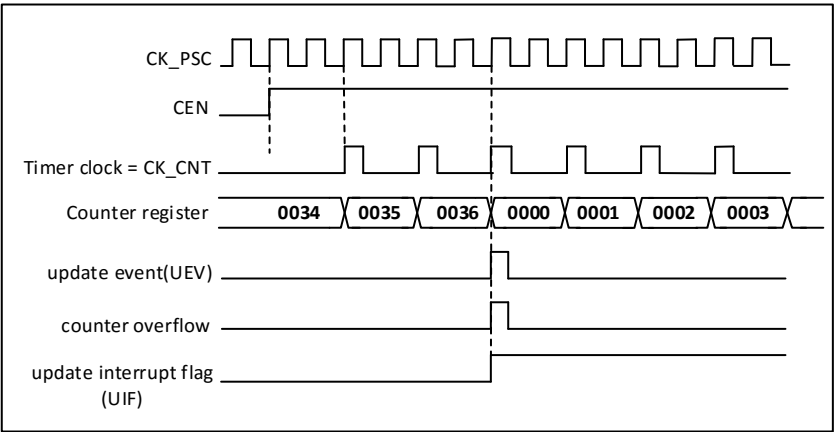 CK_PSC
CEN
Timer clock = CK_CNT
Counter register 0034 0035 0036 0000 0001 0002 0003
update event(UEV)
counter overflow
update interrupt flag
(UIF)